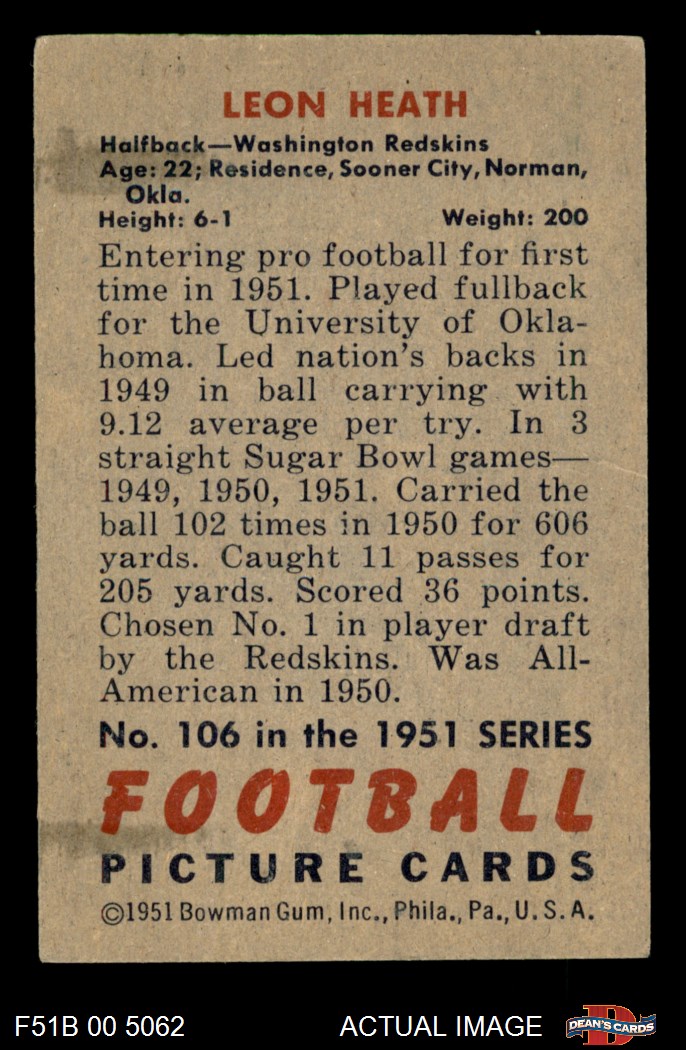 LEON HEATH
Halfback—Washington Redskins
Age: 22; Residence, Sooner City, Norman,
Okla.
Height: 6-1 Weight: 200
Entering pro football for first
time in 1951. Played fullback
for the University of Okla-
homa. Led nation's backs in
1949 in ball carrying with
9.12 average per try. In 3
straight Sugar Bowl games—
1949, 1950, 1951. Carried the
ball 102 times in 1950 for 606
yards. Caught 11 passes for
205 yards. Scored 36 points.
Chosen No. 1 in player draft
by the Redskins. Was All-
American in 1950.
No. 106 in the 1951 SERIES
FOOTBALL
PICTURE CARDS
©1951 Bowman Gum, Inc., Phila., Pa., U.S.A.
F51B 00 5062 ACTUAL IMAGE
D
DEAN'S CARDS